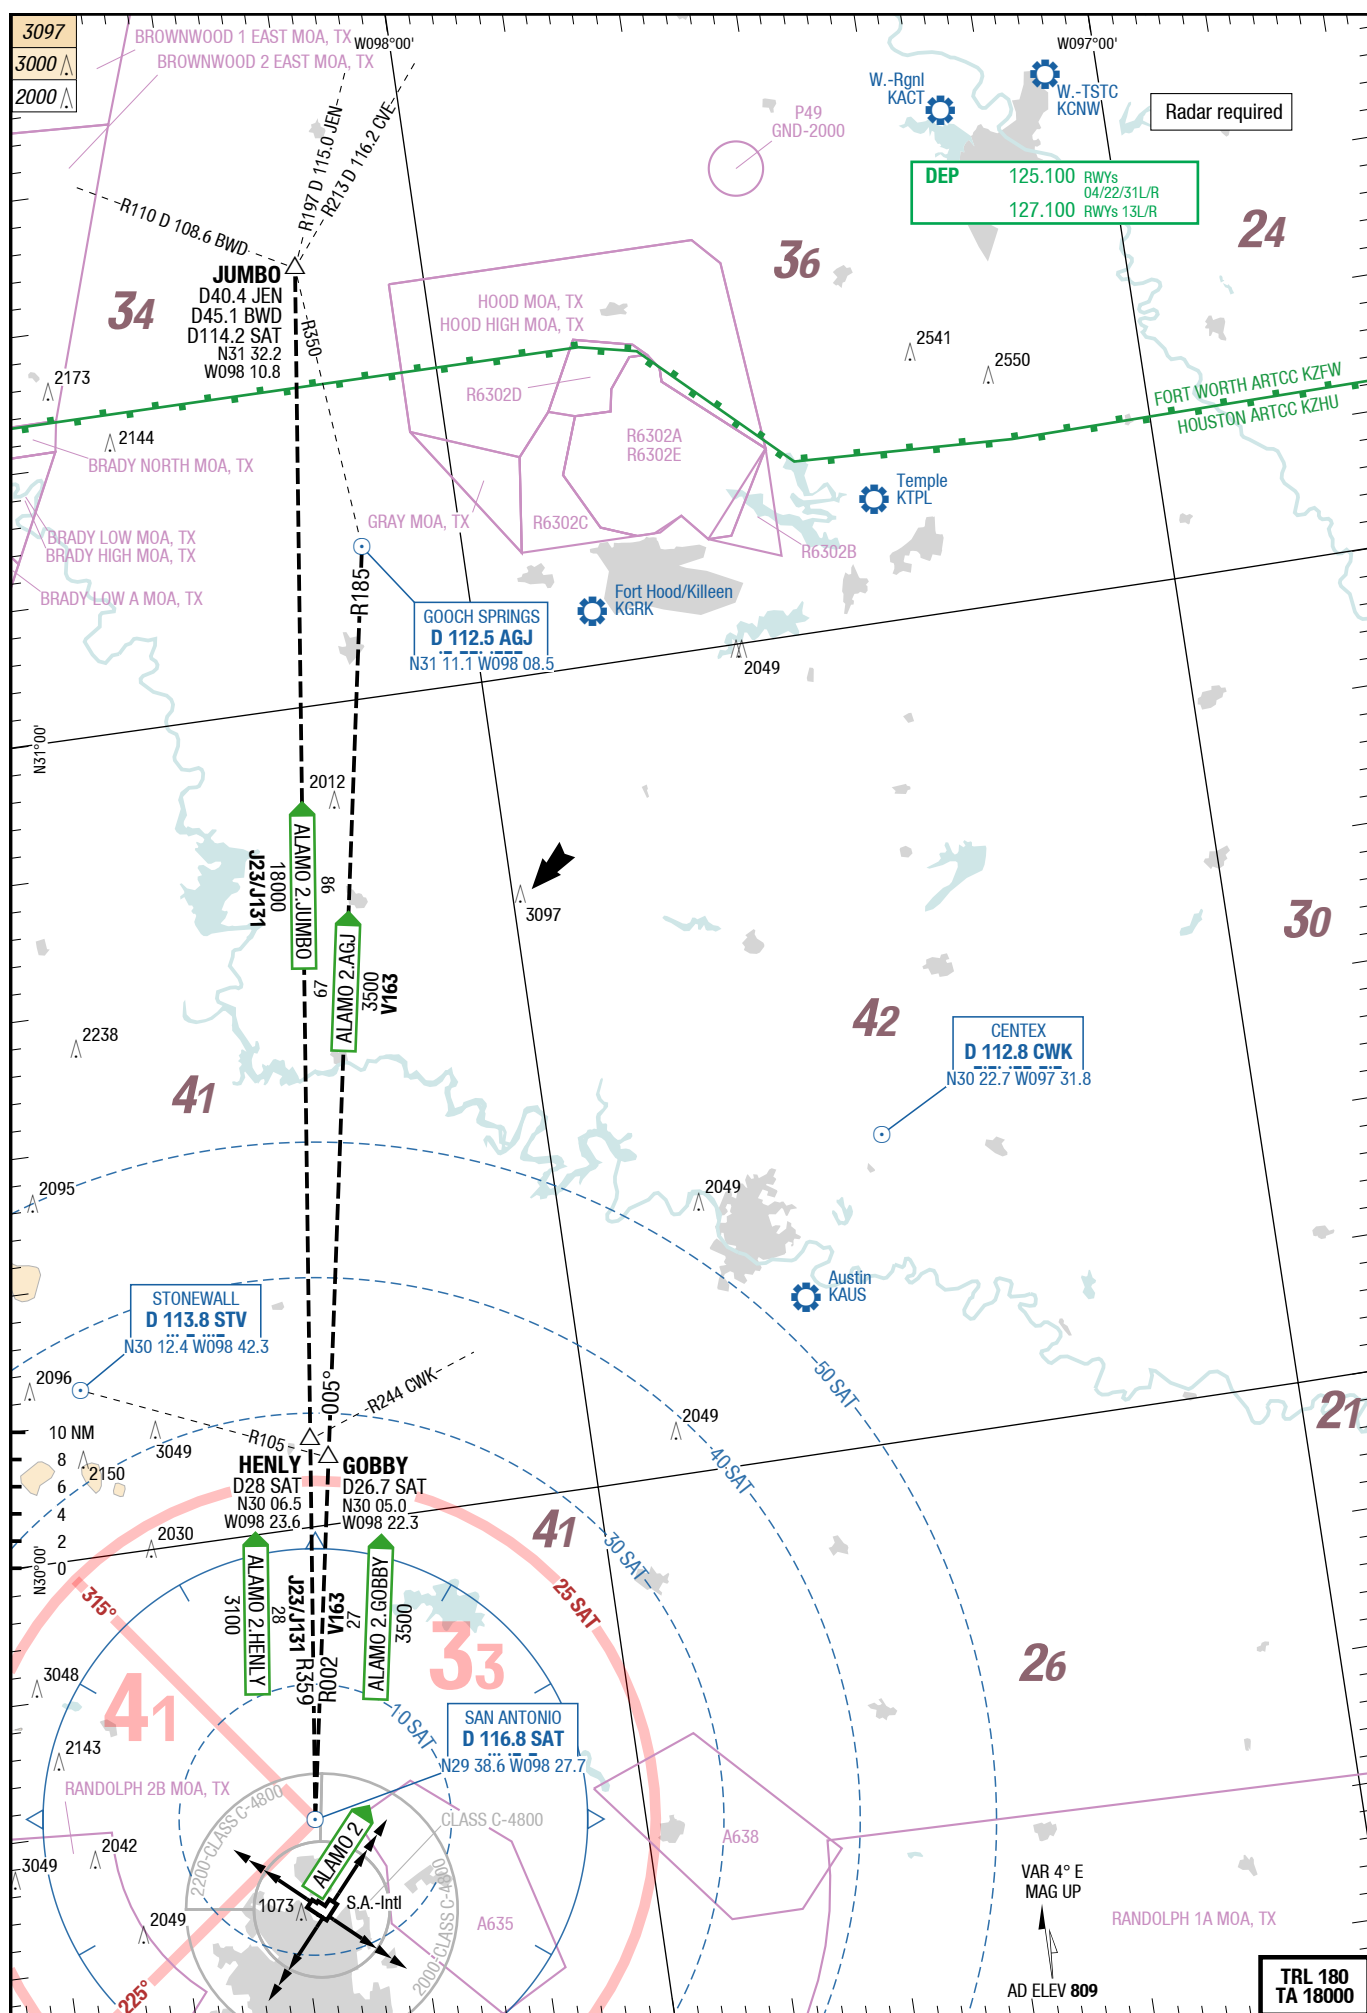 3097
3000
2000
BROWNWOOD 1 EAST MOA, TX
BROWNWOOD 2 EAST MOA, TX
W098°00'
W097°00'
W.-Rgnl
KACT
W.-TSTC
KCNW
Radar required
P49
GND-2000
DEP 125.100 RWYs
04/22/31L/R
127.100 RWYs 13L/R
R197 D 115.0 JEN
R213 D 116.2 CVE
R110 D 108.6 BWD
36
24
34
JUMBO
D40.4 JEN
D45.1 BWD
D114.2 SAT
N31 32.2
W098 10.8
R350
HOOD MOA, TX
HOOD HIGH MOA, TX
2541
2550
2173
R6302D
FORT WORTH ARTCC KZFW
HOUSTON ARTCC KZHU
2144
BRADY NORTH MOA, TX
R6302A
R6302E
Temple
KTPL
GRAY MOA, TX
R6302C
R6302B
BRADY LOW MOA, TX
BRADY HIGH MOA, TX
BRADY LOW A MOA, TX
R185
Fort Hood/Killeen
KGRK
GOOCH SPRINGS
D 112.5 AGJ
N31 11.1 W098 08.5
2049
N31°00'
2012
J23/J131
18000
ALAMO 2.JUMBO
86
67
ALAMO 2.AGJ
3500
V163
3097
30
42
2238
41
CENTEX
D 112.8 CWK
N30 22.7 W097 31.8
2095
2049
STONEWALL
D 113.8 STV
N30 12.4 W098 42.3
Austin
KAUS
2096
005°
R244 CWK
50 SAT
21
10 NM
8
6
4
2
0
3049
2150
R105
2049
40 SAT
HENLY
D28 SAT
N30 06.5
W098 23.6
GOBBY
D26.7 SAT
N30 05.0
W098 22.3
2030
N30°00'
41
30 SAT
315°
3100
ALAMO 2.HENLY
28
J23/J131
R359
V163
R002
27
ALAMO 2.GOBBY
3500
25 SAT
33
26
3048
41
10 SAT
SAN ANTONIO
D 116.8 SAT
N29 38.6 W098 27.7
2143
RANDOLPH 2B MOA, TX
2200-CLASS C-4800
CLASS C-4800
A638
ALAMO 2
2042
3049
1073
S.A.-Intl
2000-CLASS C-4800
A635
2049
225°
VAR 4° E
MAG UP
RANDOLPH 1A MOA, TX
AD ELEV 809
TRL 180
TA 18000